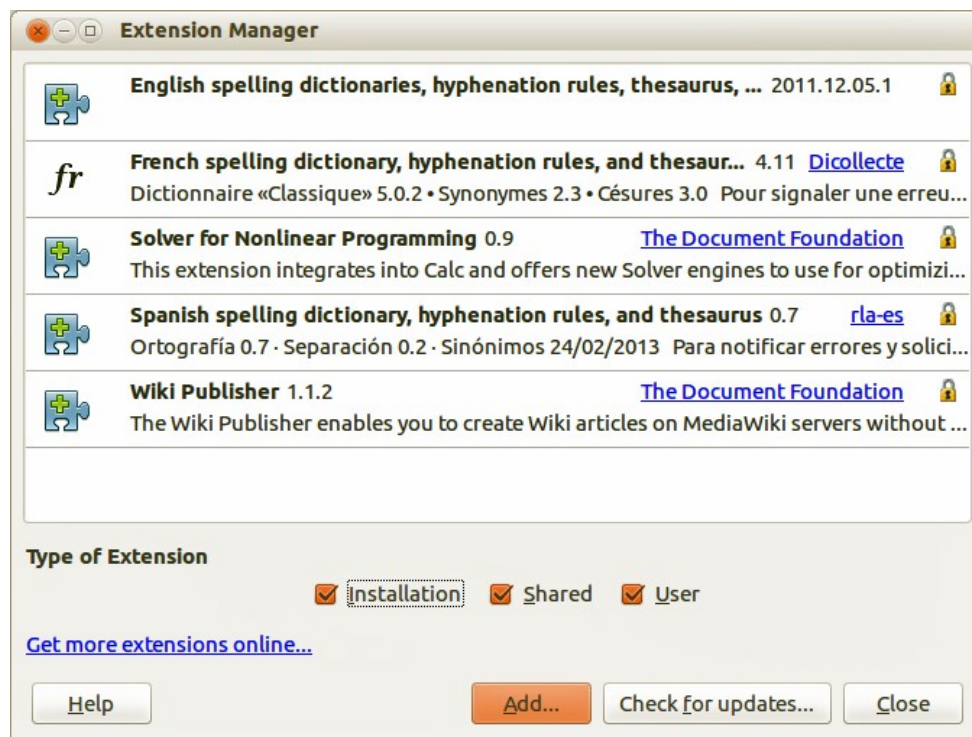 Extension Manager
English spelling dictionaries, hyphenation rules, thesaurus, ... 2011.12.05.1
fr French spelling dictionary, hyphenation rules, and thesaur... 4.11 Dicollecte
Dictionnaire «Classique» 5.0.2 • Synonymes 2.3 • Césures 3.0 Pour signaler une erreu...
Solver for Nonlinear Programming 0.9 The Document Foundation
This extension integrates into Calc and offers new Solver engines to use for optimizi...
Spanish spelling dictionary, hyphenation rules, and thesaurus 0.7 rla-es
Ortografía 0.7 · Separación 0.2 · Sinónimos 24/02/2013 Para notificar errores y solici...
Wiki Publisher 1.1.2 The Document Foundation
The Wiki Publisher enables you to create Wiki articles on MediaWiki servers without ...
Type of Extension
Installation Shared User
Get more extensions online...
Help Add... Check for updates... Close